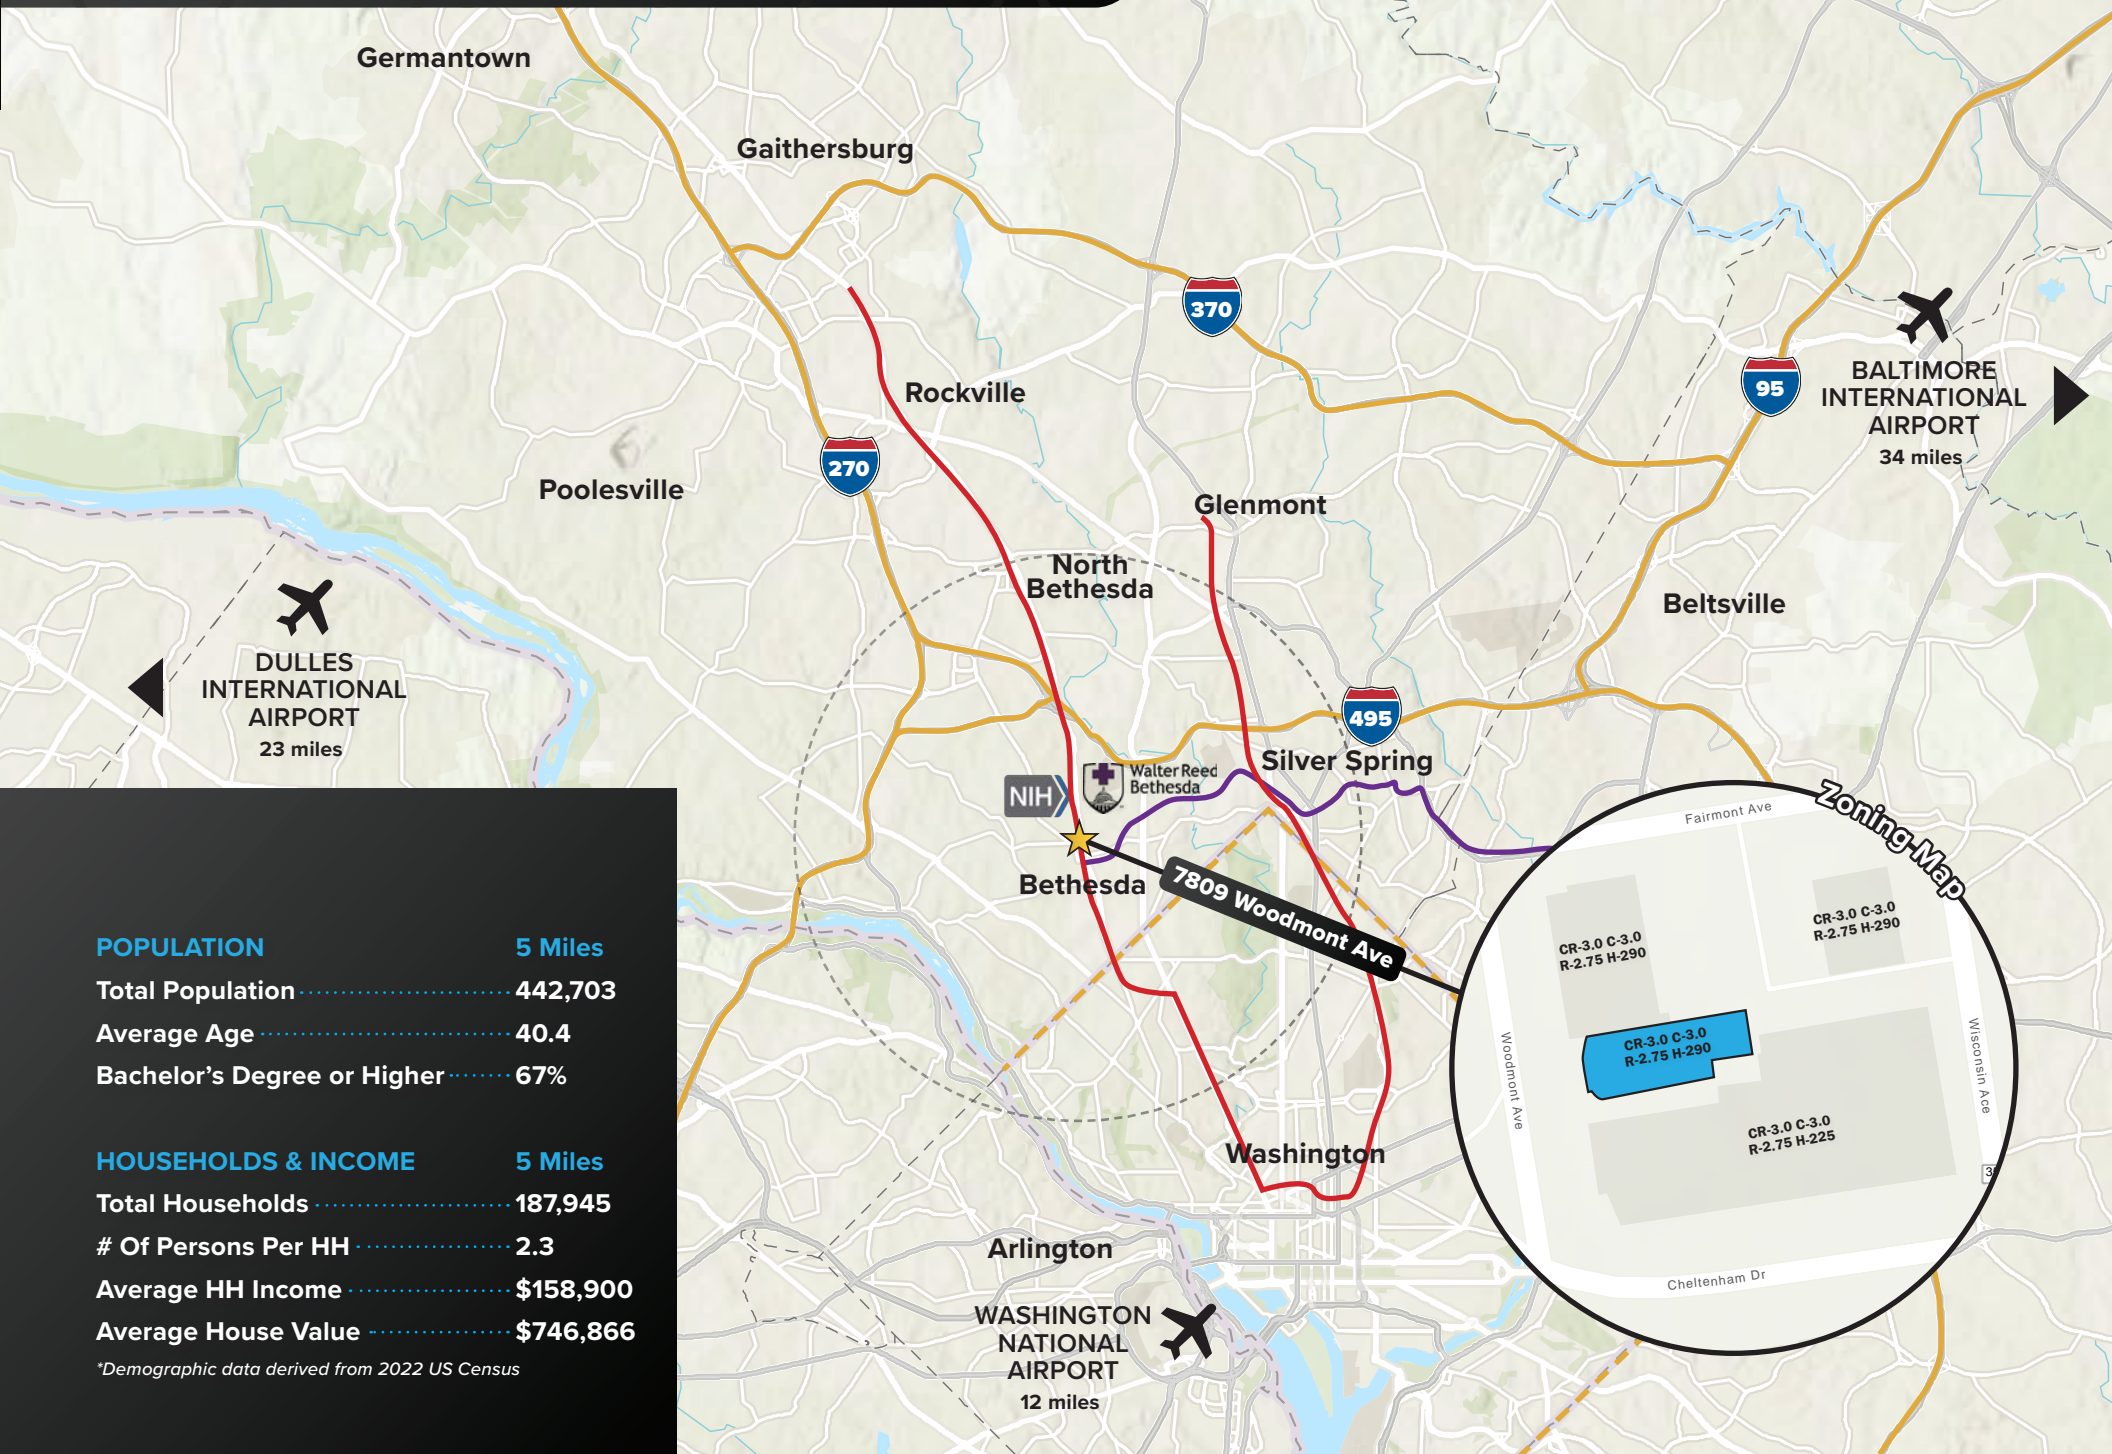 Germantown
Gaithersburg
370
95
BALTIMORE
INTERNATIONAL
AIRPORT
34 miles
Rockville
270
Poolesville
Glenmont
North
Bethesda
Beltsville
DULLES
INTERNATIONAL
AIRPORT
23 miles
495
Silver Spring
NIH
Walter Reed
Bethesda
Bethesda
7809 Woodmont Ave
Zoning Map
Fairmont Ave
CR-3.0 C-3.0
R-2.75 H-290
CR-3.0 C-3.0
R-2.75 H-290
CR-3.0 C-3.0
R-2.75 H-290
CR-3.0 C-3.0
R-2.75 H-225
Woodmont Ave
Wisconsin Ace
Cheltenham Dr
Washington
Arlington
WASHINGTON
NATIONAL
AIRPORT
12 miles
POPULATION 5 Miles
Total Population 442,703
Average Age 40.4
Bachelor's Degree or Higher 67%
HOUSEHOLDS & INCOME 5 Miles
Total Households 187,945
# Of Persons Per HH 2.3
Average HH Income $158,900
Average House Value $746,866
*Demographic data derived from 2022 US Census